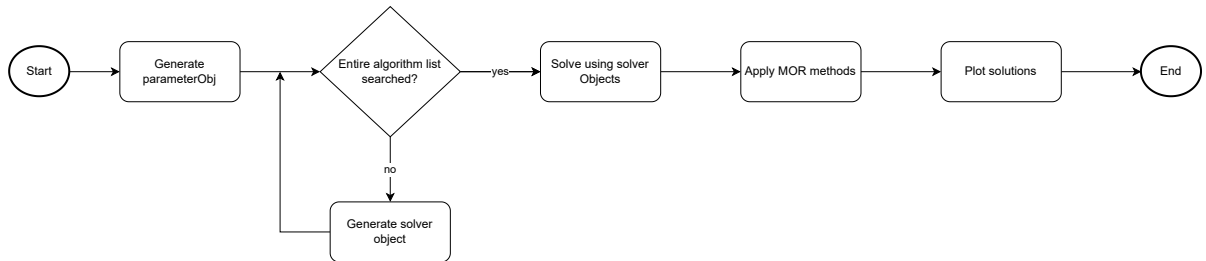 Start
Generate
parameterObj
Entire algorithm list
searched?
yes
Solve using solver
Objects
Apply MOR methods
Plot solutions
End
no
Generate solver
object